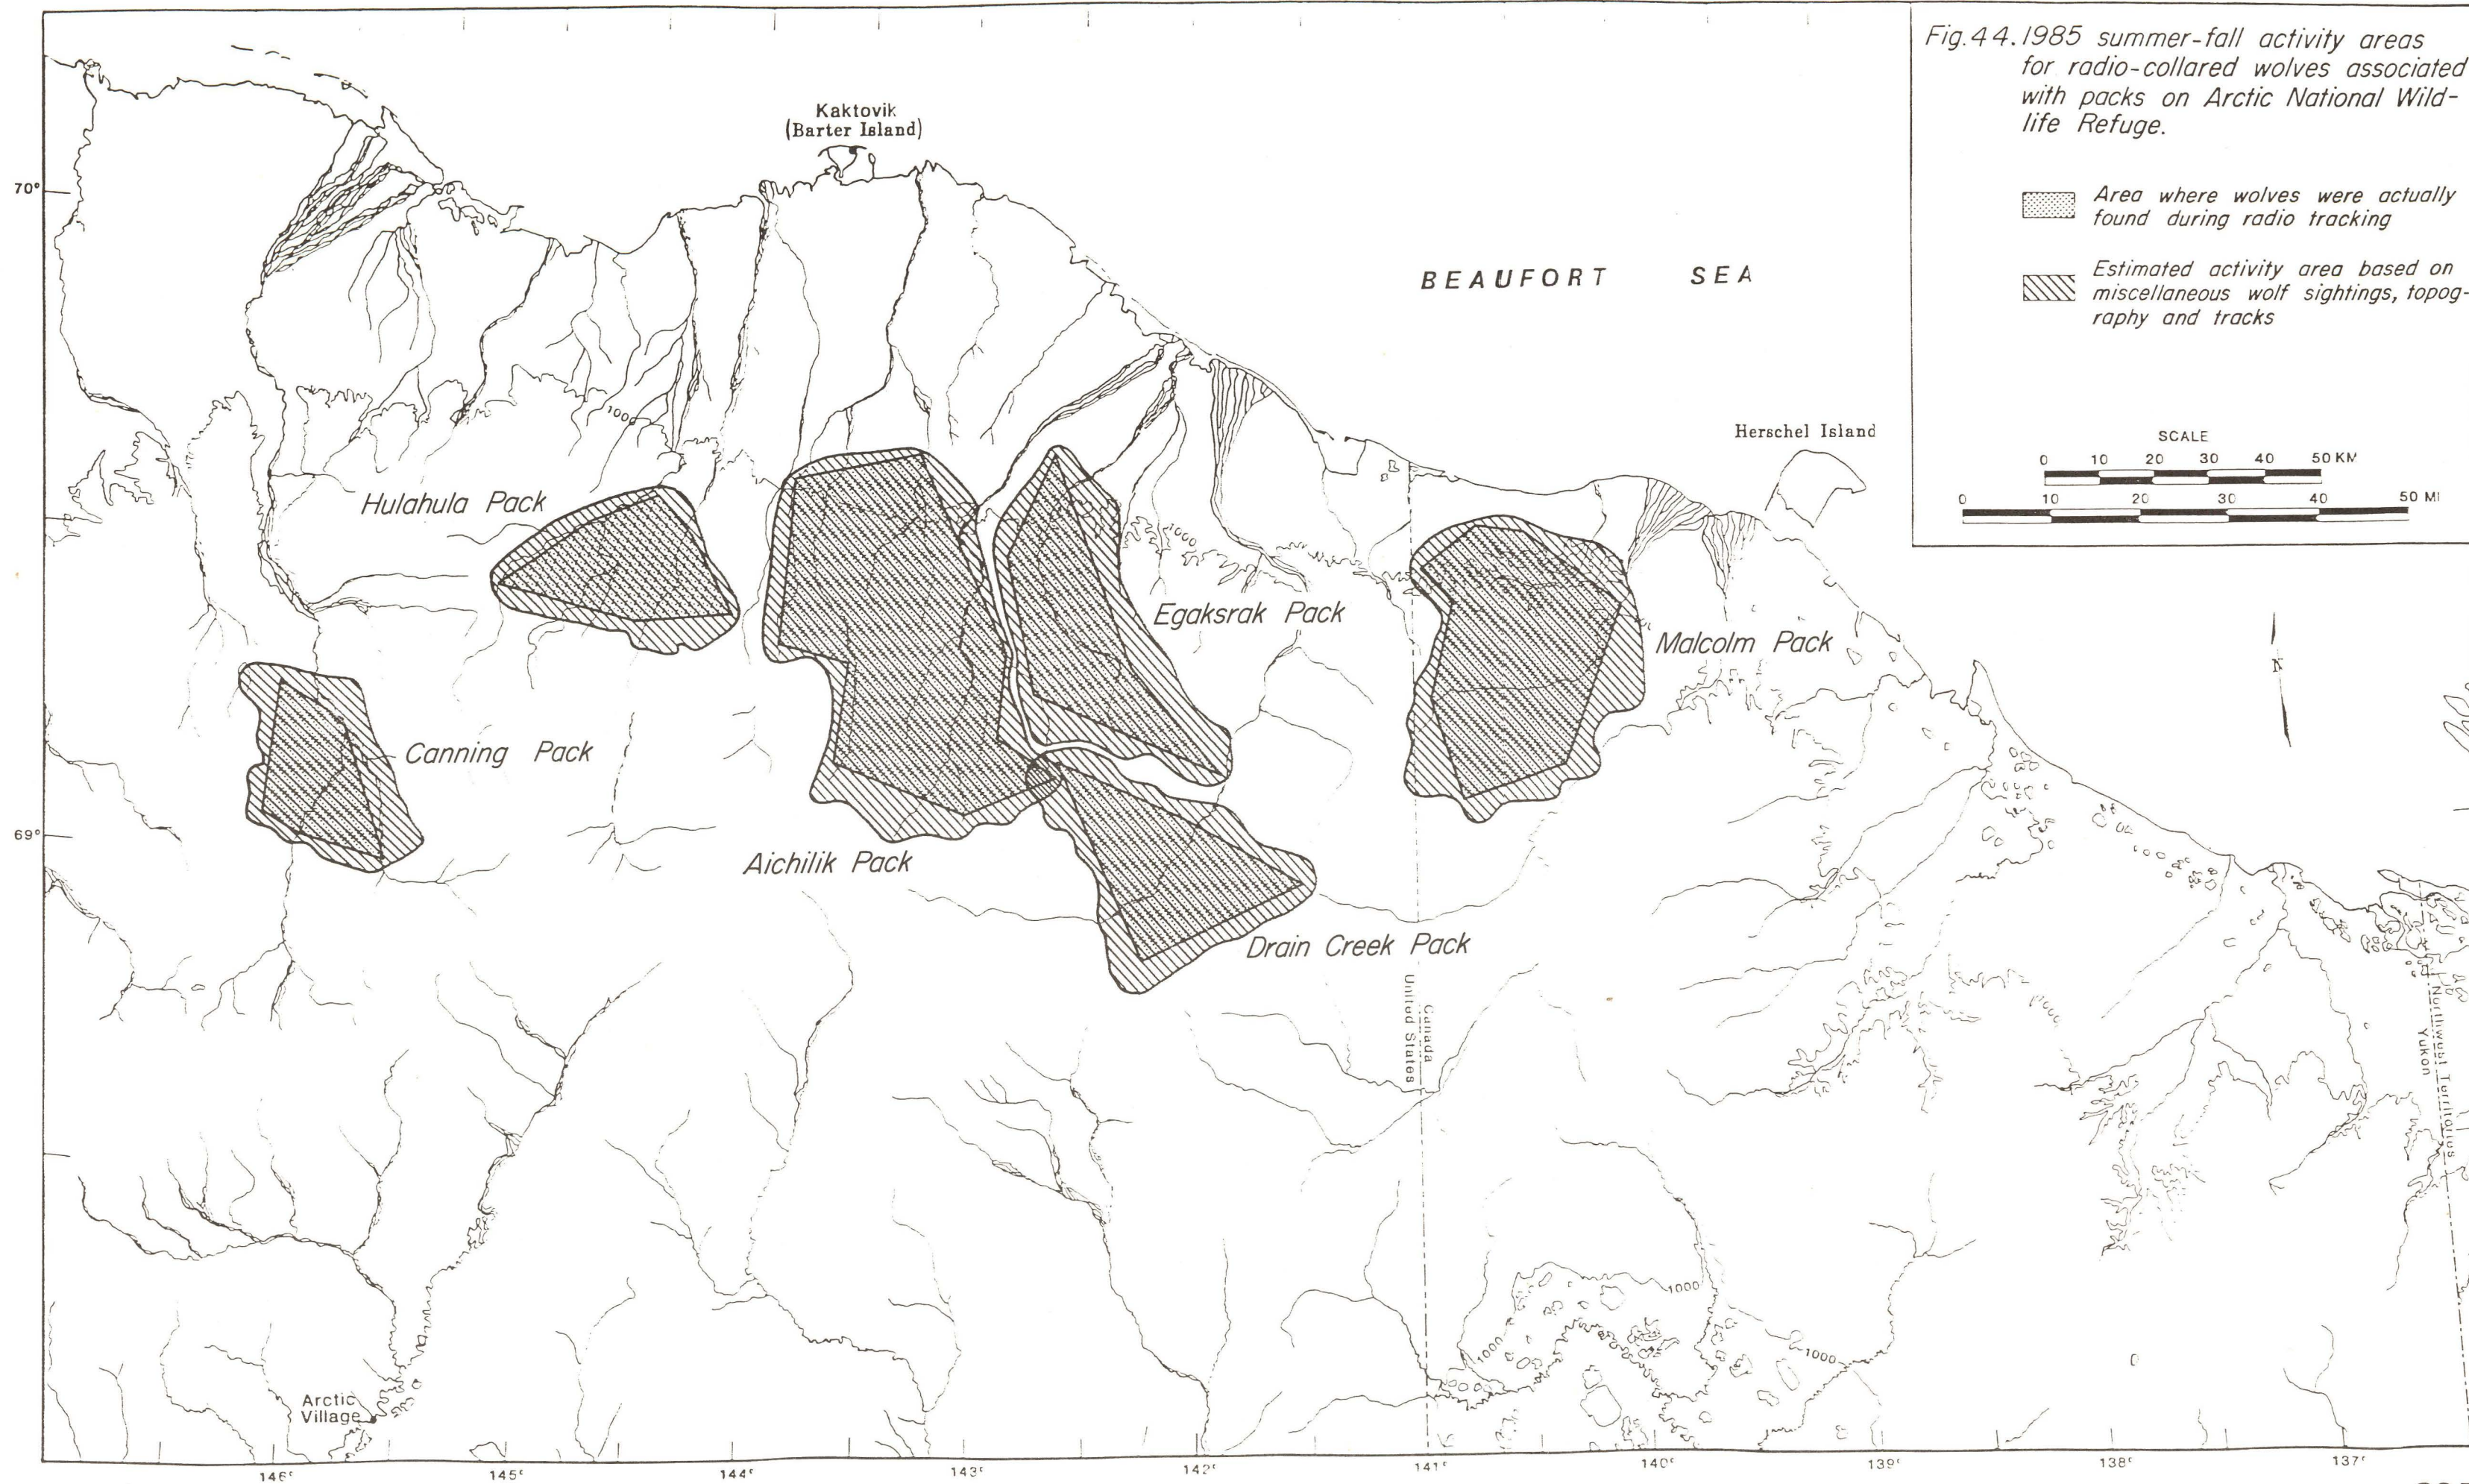 Fig.44. 1985 summer-fall activity areas
for radio-collared wolves associated
with packs on Arctic National Wild-
life Refuge.
Area where wolves were actually
found during radio tracking
Estimated activity area based on
miscellaneous wolf sightings, topog-
raphy and tracks
SCALE
0 10 20 30 40 50 KM
0 10 20 30 40 50 MI
Kaktovik
(Barter Island)
70°
BEAUFORT SEA
1000
Herschel Island
Hulahula Pack
1000
Egaksrak Pack
Malcolm Pack
N
Canning Pack
69°
Aichilik Pack
Drain Creek Pack
Canada
United States
1000
Northwest Territories
Yukon
1000
1000
1000
Arctic
Village
146° 145° 144° 143° 142° 141° 140° 139° 138° 137°